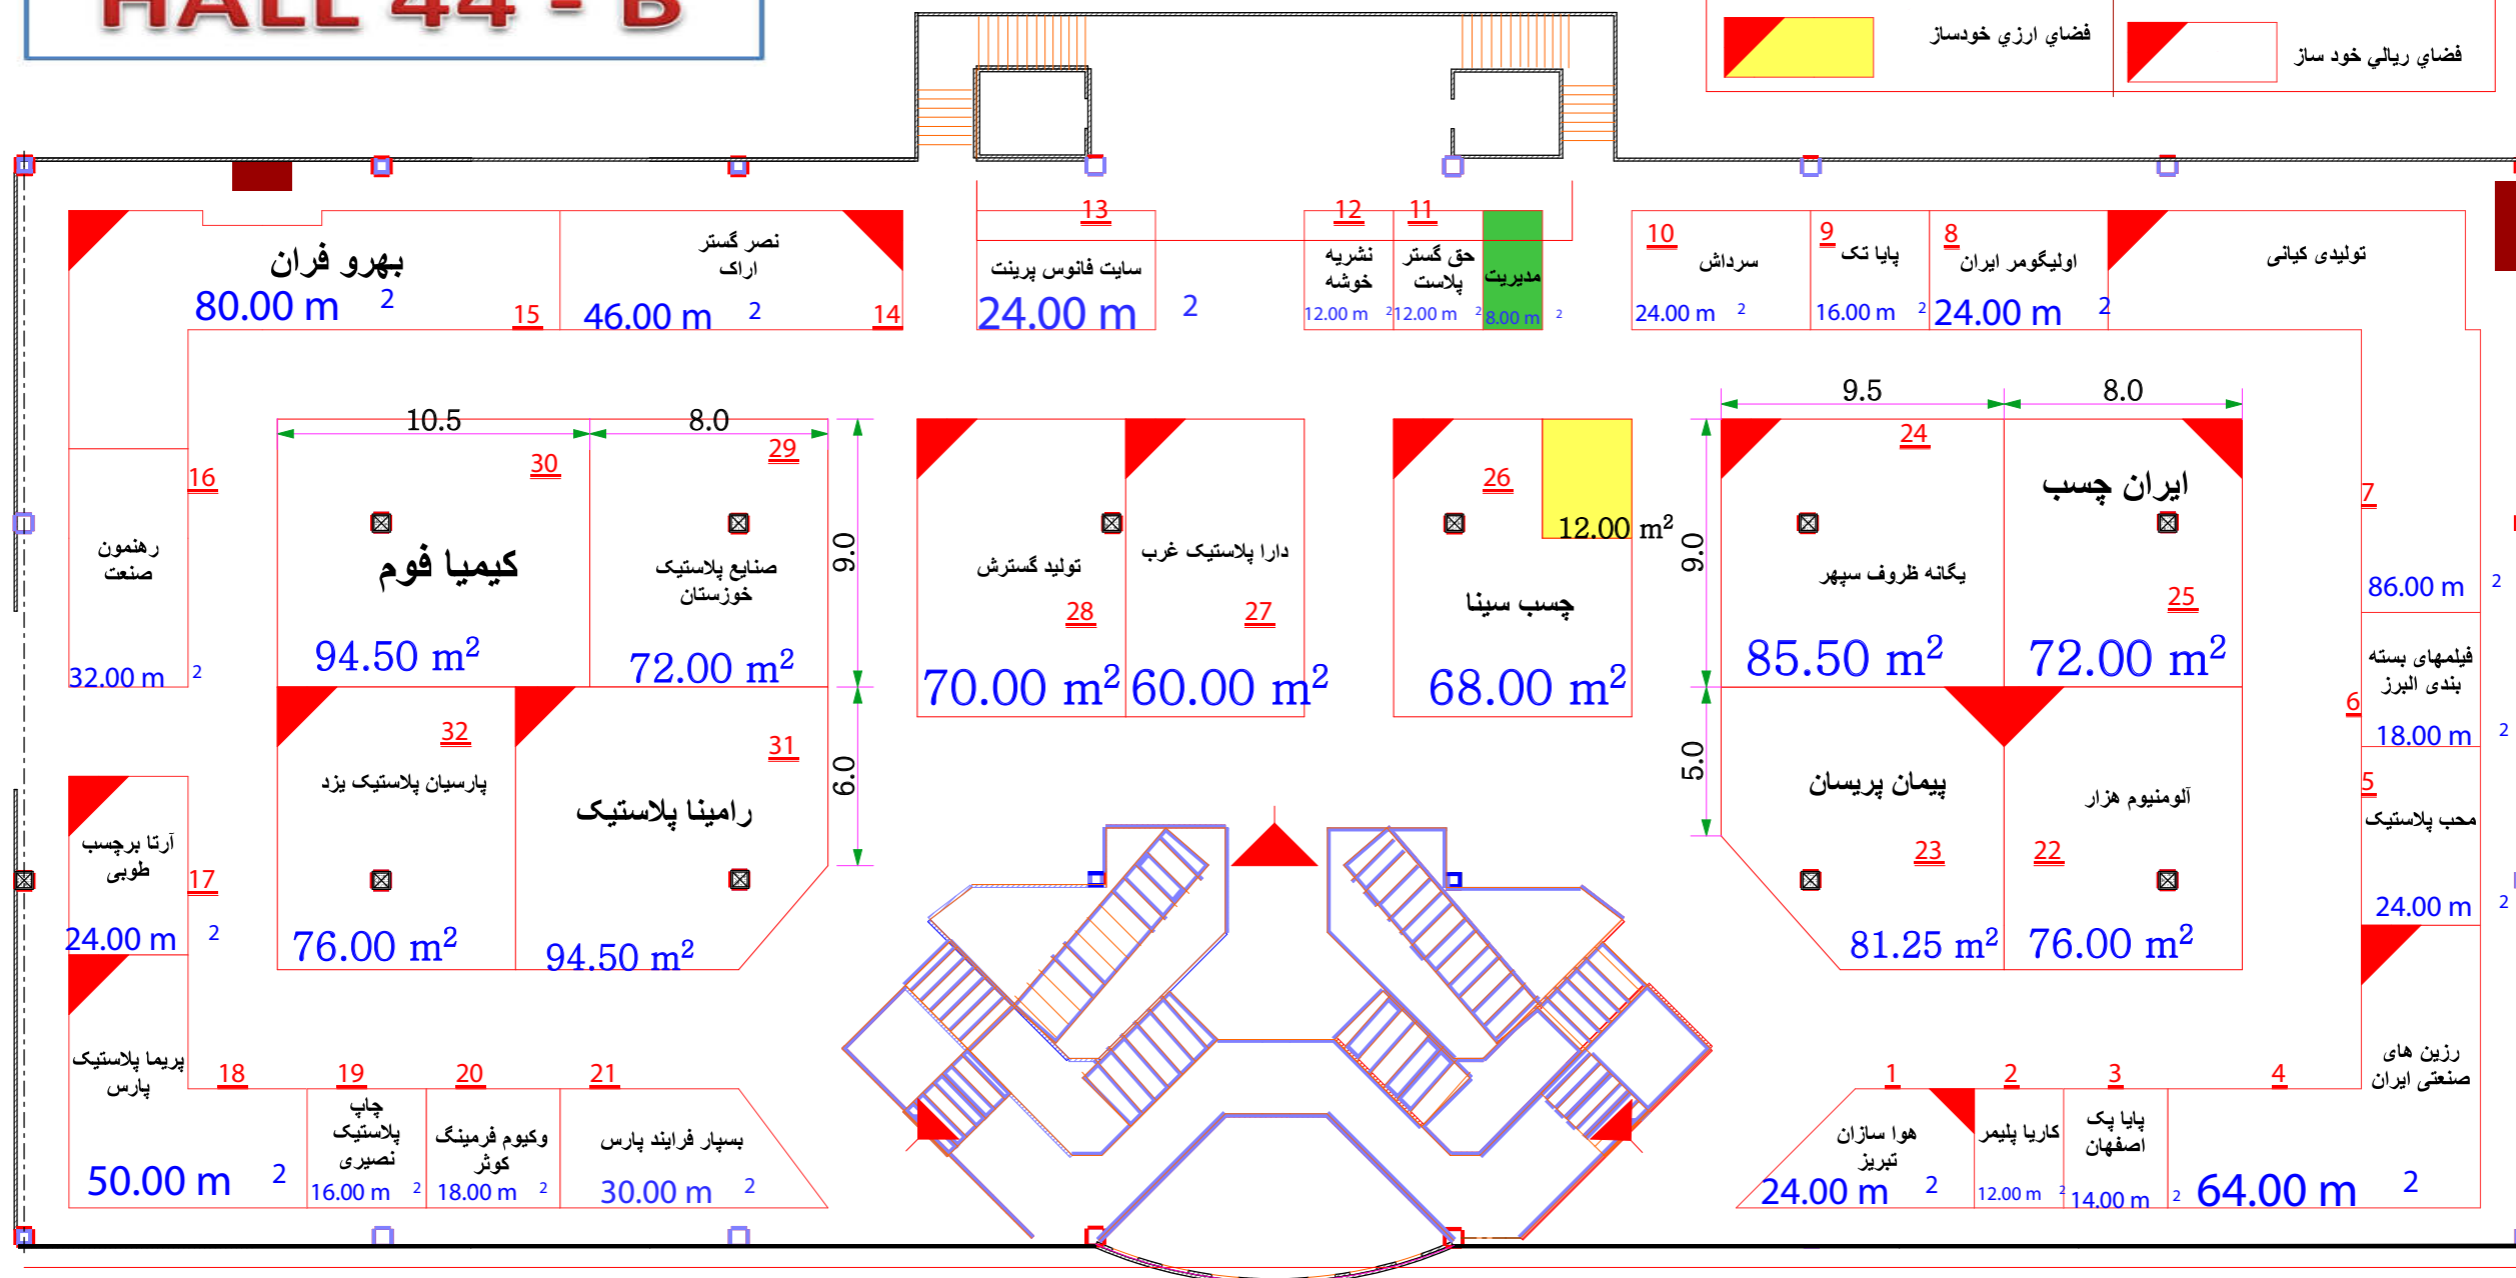 HALL 44 - B
فضاي ارزي خودساز
فضاي ريالي خود ساز
بهرو فران
80.00 m 2
15
نصر گستر
اراک
46.00 m 2
14
13
سایت فانوس پرینت
24.00 m 2
12
نشریه
خوشه
12.00 m 2
11
حق گستر
پلاست
12.00 m 2
مدیریت
8.00 m 2
10
سرداش
24.00 m 2
9
پایا تک
16.00 m 2
8
اولیگومر ایران
24.00 m 2
تولیدی کیانی
7
86.00 m 2
16
رهنمون
صنعت
32.00 m 2
10.5
8.0
30
کیمیا فوم
94.50 m2
29
صنایع پلاستیک
خوزستان
72.00 m2
9.0
تولید گسترش
28
70.00 m2
دارا پلاستیک غرب
27
60.00 m2
26
12.00 m2
چسب سینا
68.00 m2
9.5
8.0
9.0
24
یگانه ظروف سپهر
85.50 m2
ایران چسب
25
72.00 m2
فیلمهای بسته
بندی البرز
6
18.00 m 2
5
محب پلاستیک
24.00 m 2
32
پارسیان پلاستیک یزد
76.00 m2
31
رامینا پلاستیک
94.50 m2
6.0
5.0
پیمان پریسان
23
81.25 m2
آلومنیوم هزار
22
76.00 m2
آرتا برچسب
طوبی
17
24.00 m 2
پریما پلاستیک
پارس
18
50.00 m 2
19
چاپ
پلاستیک
نصیری
16.00 m 2
20
وکیوم فرمینگ
کوثر
18.00 m 2
21
بسپار فرایند پارس
30.00 m 2
1
هوا سازان
تبریز
24.00 m 2
2
کاریا پلیمر
12.00 m 2
3
پایا پک
اصفهان
14.00 m 2
4
رزین های
صنعتی ایران
64.00 m 2